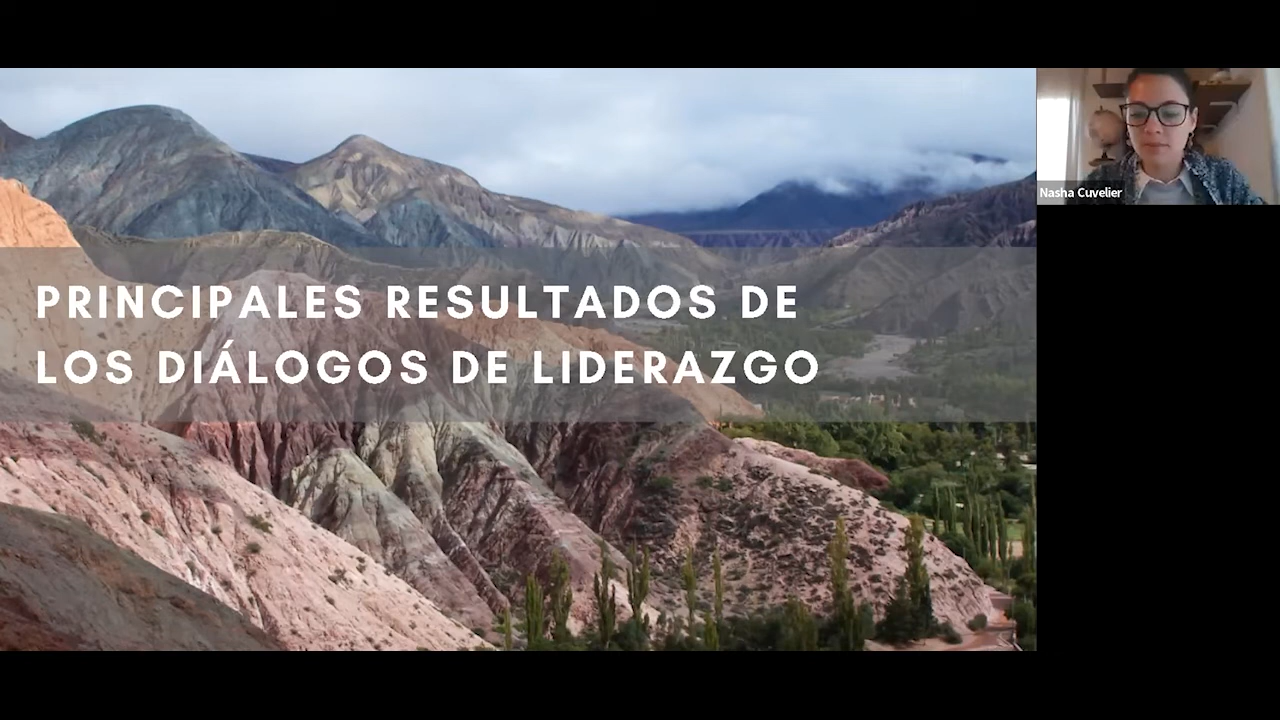 PRINCIPALES RESULTADOS DE
LOS DIÁLOGOS DE LIDERAZGO
Nasha Cuvelier